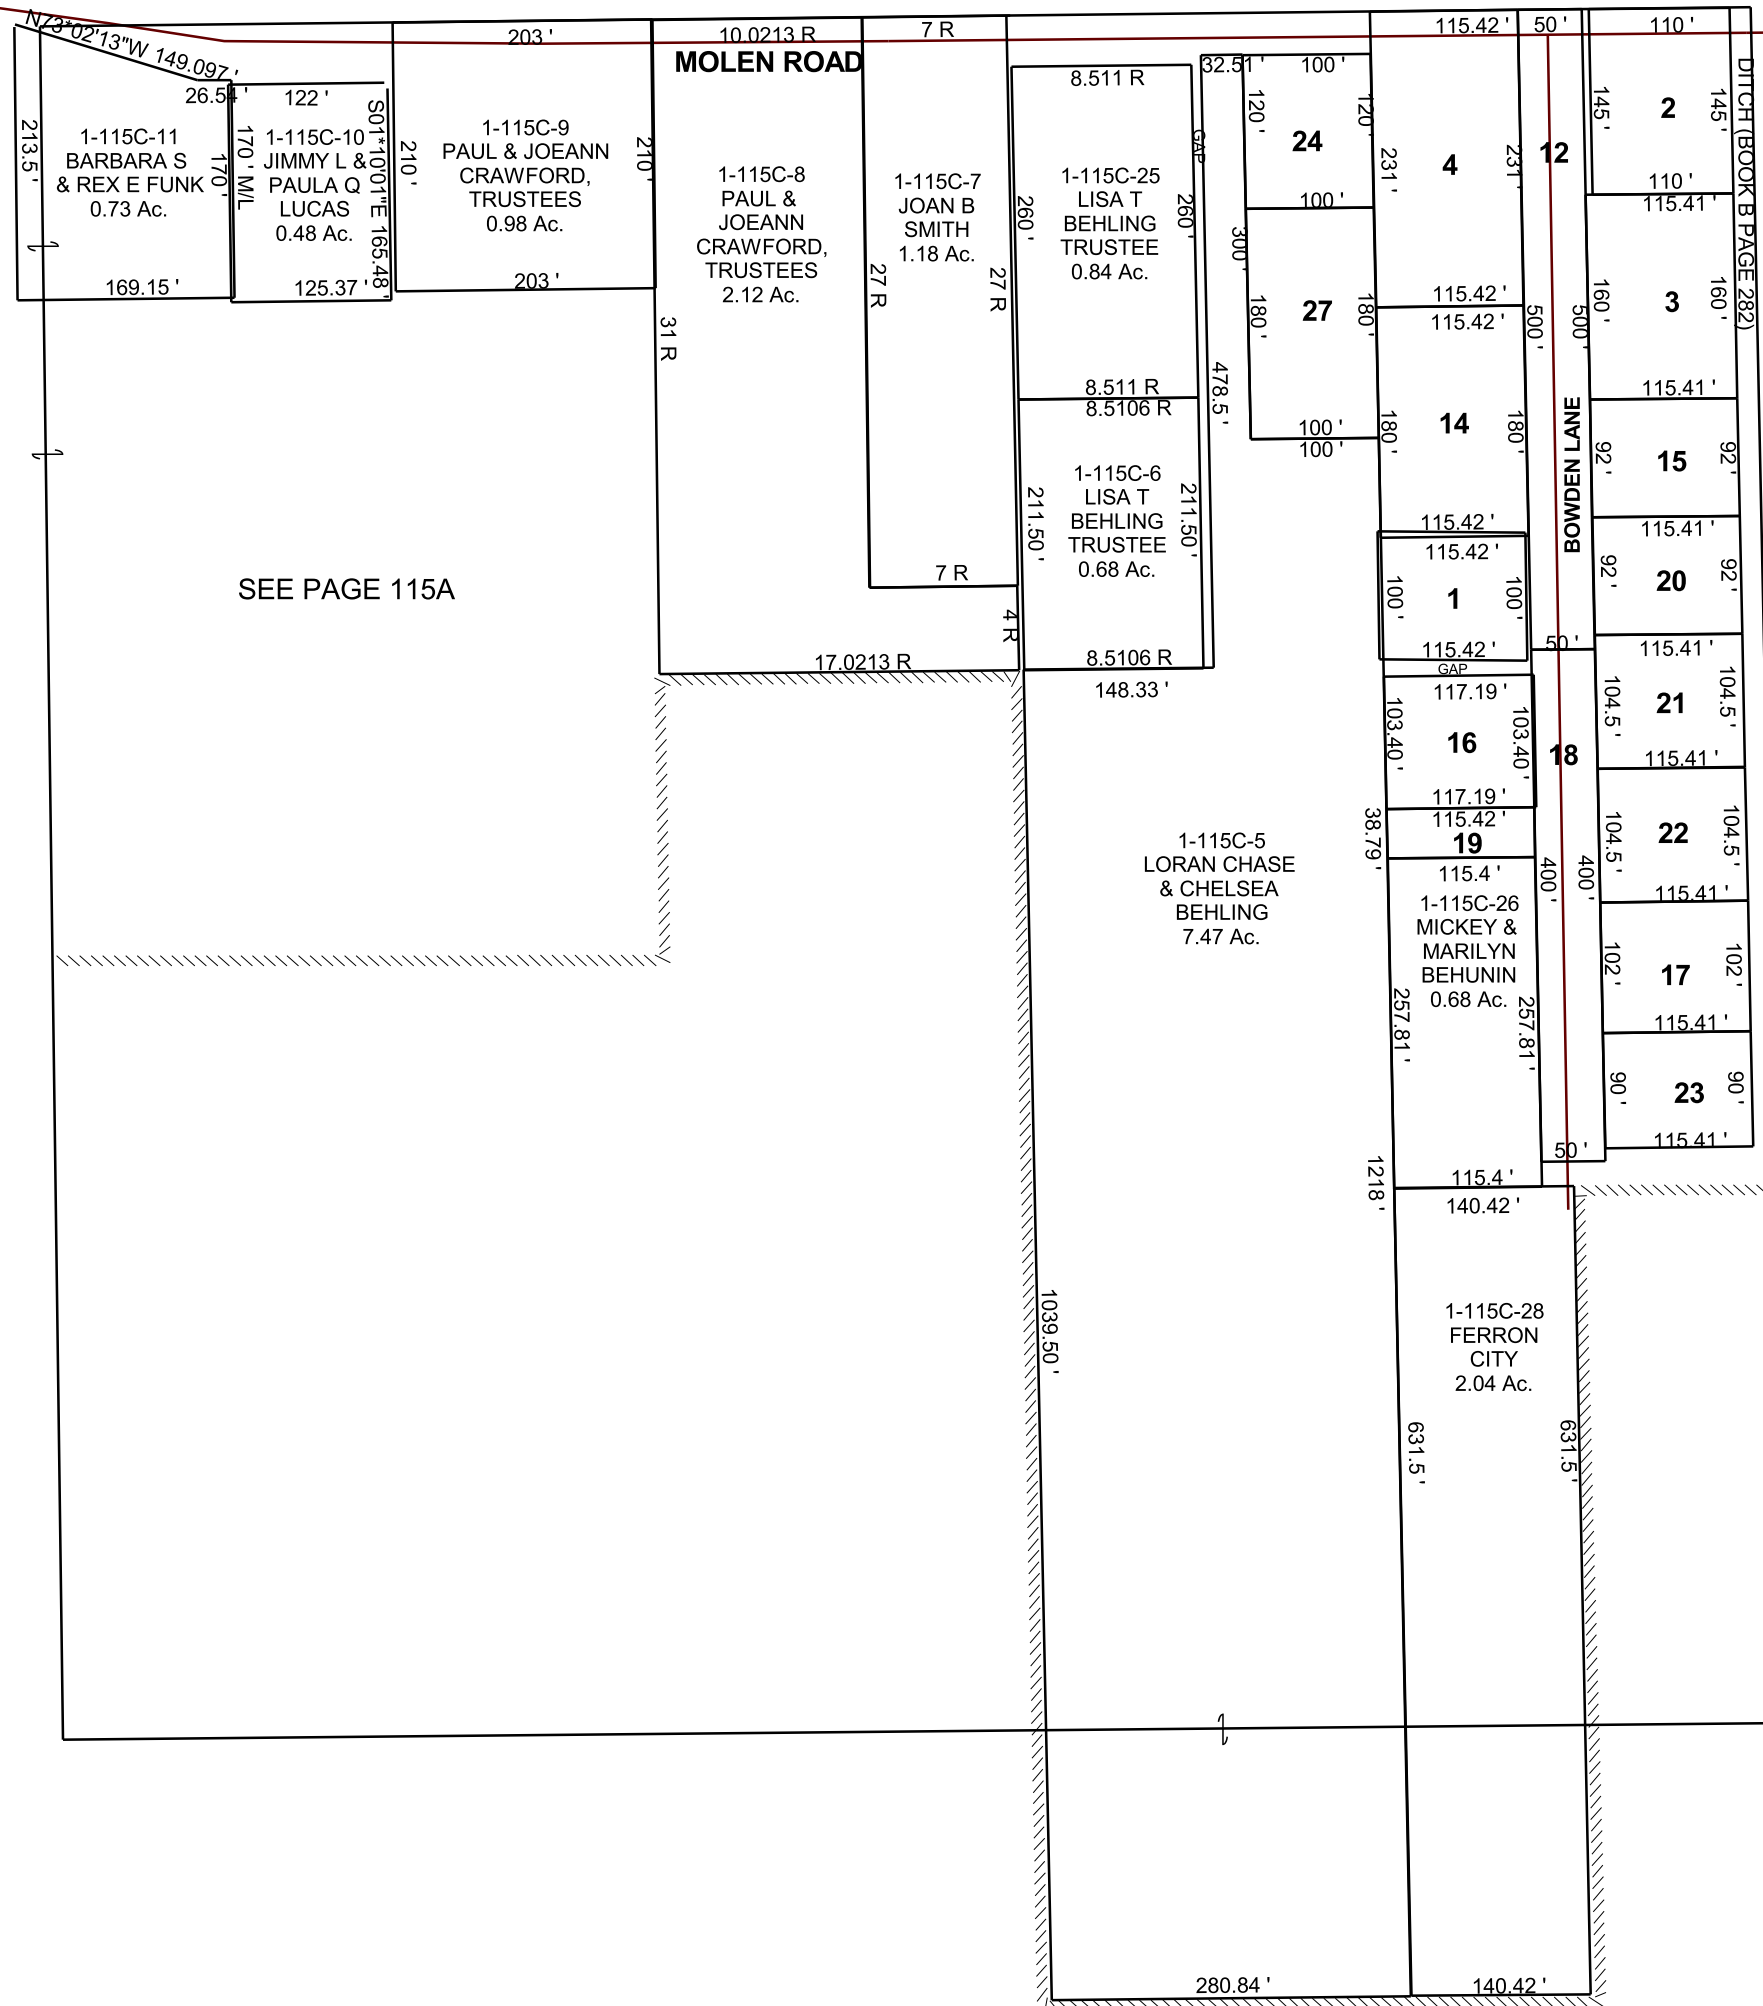 N73*02'13"W 149.097 '
203 '
10.0213 R
7 R
115.42 '
50 '
110 '
MOLEN ROAD
26.54 '
122 '
213.5 '
1-115C-11
BARBARA S
& REX E FUNK
0.73 Ac.
170 '
169.15 '
170 ' M/L
1-115C-10
JIMMY L &
PAULA Q
LUCAS
0.48 Ac.
S01*10'01"E 165.48 '
125.37 '
210 '
1-115C-9
PAUL & JOEANN
CRAWFORD,
TRUSTEES
0.98 Ac.
210 '
203 '
1-115C-8
PAUL &
JOEANN
CRAWFORD,
TRUSTEES
2.12 Ac.
31 R
17.0213 R
1-115C-7
JOAN B
SMITH
1.18 Ac.
27 R
27 R
7 R
4 R
8.511 R
260 '
1-115C-25
LISA T
BEHLING
TRUSTEE
0.84 Ac.
260 '
8.511 R
8.5106 R
211.50 '
1-115C-6
LISA T
BEHLING
TRUSTEE
0.68 Ac.
211.50 '
8.5106 R
148.33 '
GAP
32.51 '
100 '
120 '
24
120 '
100 '
300 '
180 '
27
180 '
100 '
100 '
478.5 '
231 '
4
231 '
115.42 '
115.42 '
180 '
14
180 '
115.42 '
115.42 '
100 '
1
100 '
115.42 '
GAP
117.19 '
103.40 '
16
103.40 '
117.19 '
115.42 '
38.79 '
19
115.4 '
1-115C-26
MICKEY &
MARILYN
BEHUNIN
0.68 Ac.
257.81 '
257.81 '
115.4 '
12
500 '
500 '
BOWDEN LANE
50 '
18
400 '
400 '
50 '
145 '
2
145 '
110 '
115.41 '
DITCH (BOOK B PAGE 282)
160 '
3
160 '
115.41 '
92 '
15
92 '
115.41 '
92 '
20
92 '
115.41 '
104.5 '
21
104.5 '
115.41 '
104.5 '
22
104.5 '
115.41 '
102 '
17
102 '
115.41 '
90 '
23
90 '
115.41 '
SEE PAGE 115A
1-115C-5
LORAN CHASE
& CHELSEA
BEHLING
7.47 Ac.
1218 '
1039.50 '
280.84 '
140.42 '
1-115C-28
FERRON
CITY
2.04 Ac.
631.5 '
631.5 '
140.42 '